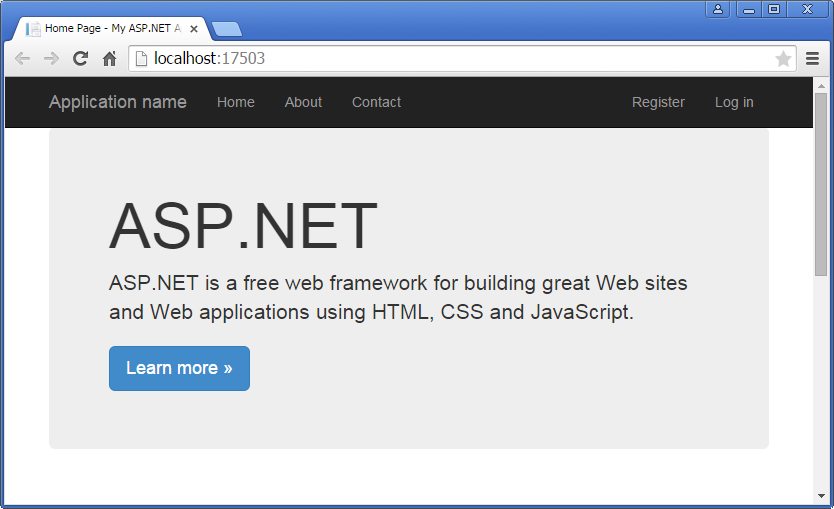 Home Page - My ASP.NET A
localhost:17503
Application name Home About Contact Register Log in
ASP.NET
ASP.NET is a free web framework for building great Web sites
and Web applications using HTML, CSS and JavaScript.
Learn more »